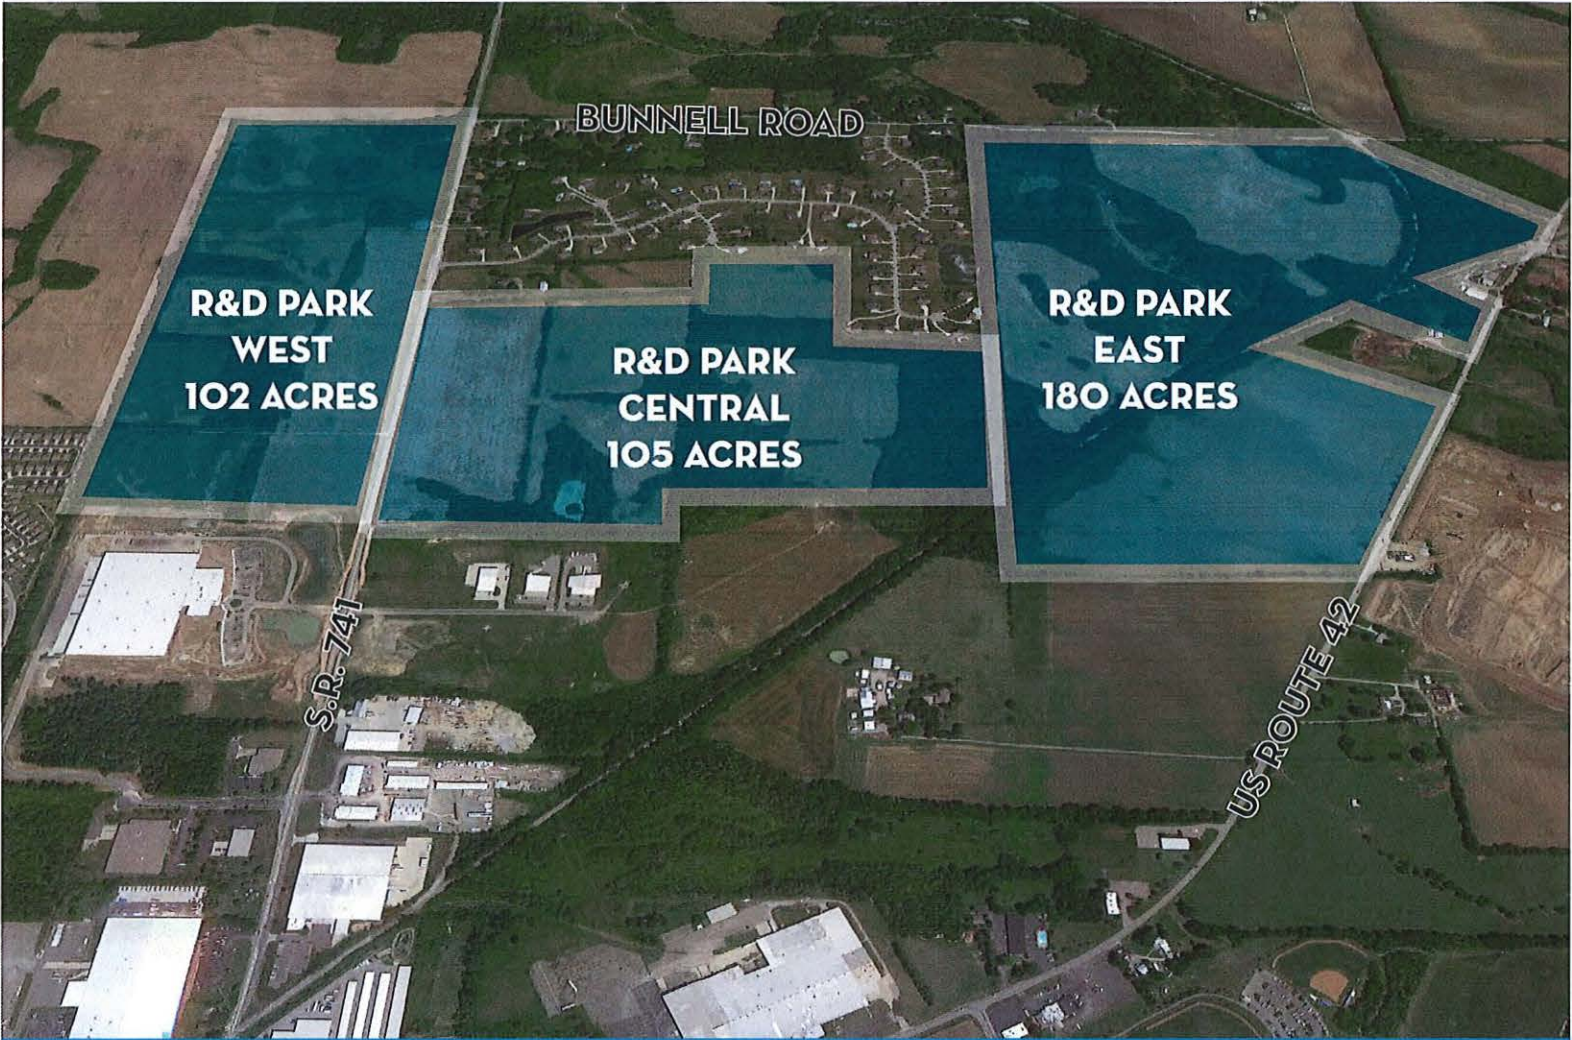 BUNNELL ROAD
R&D PARK
WEST
102 ACRES
R&D PARK
CENTRAL
105 ACRES
R&D PARK
EAST
180 ACRES
S.R. 741
US ROUTE 42